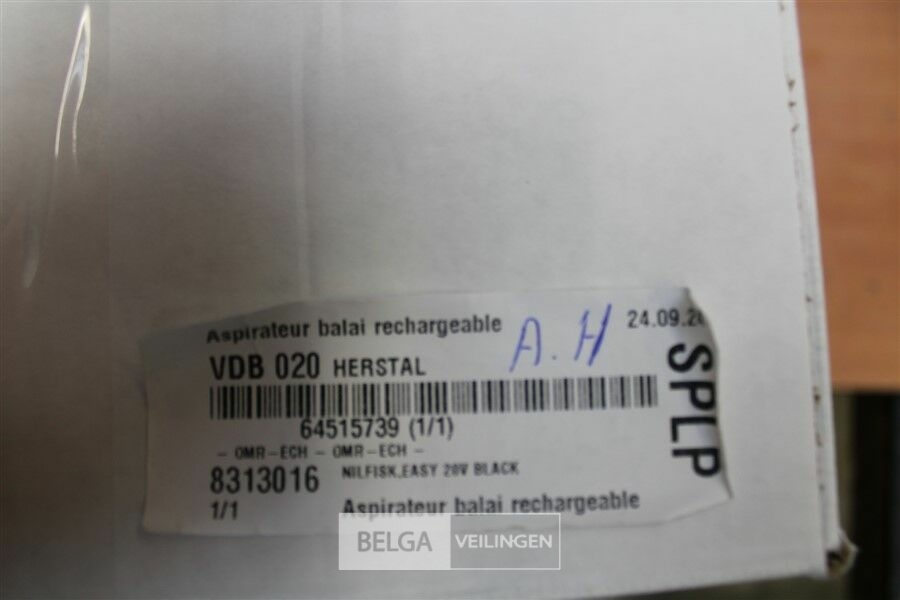 Aspirateur balai rechargeable
A.H
24.09.20
VDB 020 HERSTAL
SPLP
64515739 (1/1)
- OMR-ECH - OMR-ECH -
8313016 NILFISK.EASY 28V BLACK
1/1 Aspirateur balai rechargeable
BELGA VEILINGEN